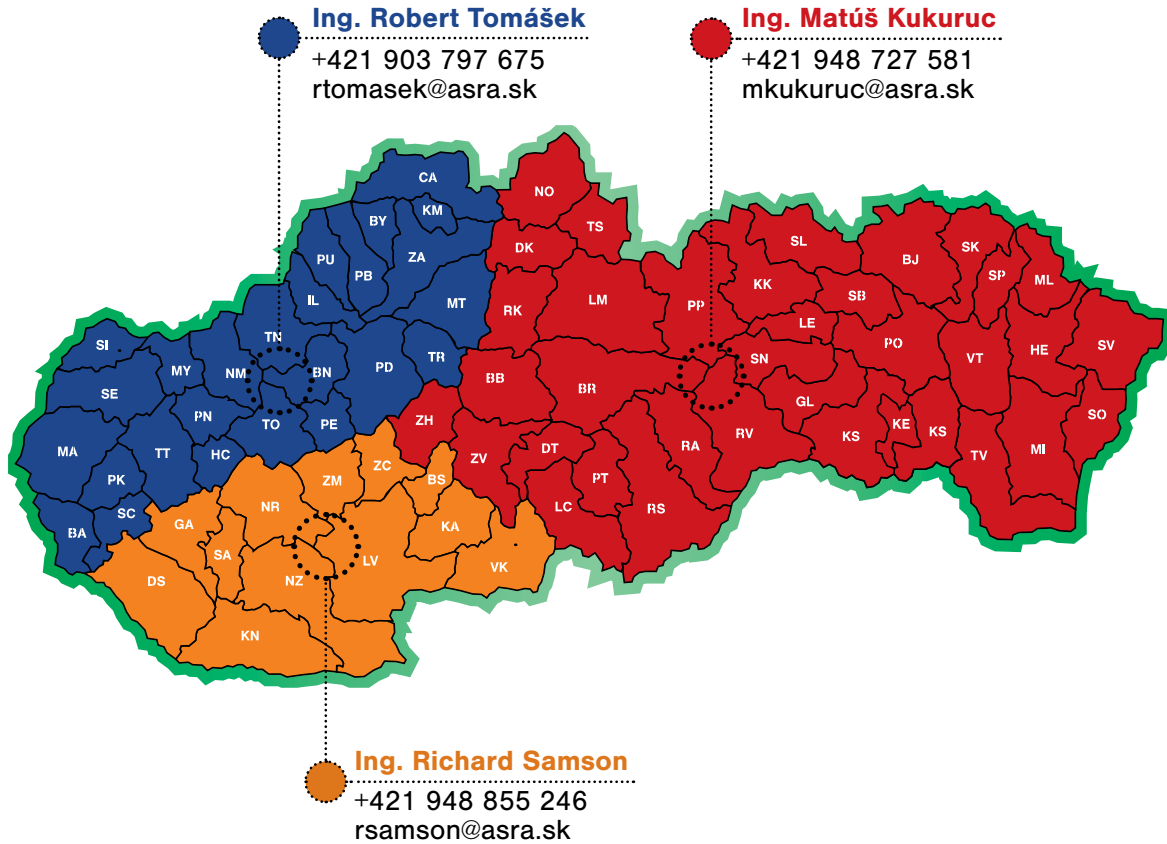 Ing. Robert Tomášek
+421 903 797 675
rtomasek@asra.sk
Ing. Matúš Kukuruc
+421 948 727 581
mkukuruc@asra.sk
CA
NO
BY
KM
TS
PU
PB
ZA
DK
SL
BJ
SK
SP
ML
IL
MT
RK
LM
PP
KK
SB
LE
TN
SI
MY
NM
BN
PD
TR
BB
BR
SN
PO
VT
HE
SV
SE
PN
TO
PE
ZH
GL
SO
MA
TT
HC
ZV
DT
RA
RV
KS
KE
KS
TV
MI
PK
ZM
ZC
BS
PT
BA
SC
GA
NR
KA
LC
RS
SA
LV
VK
DS
NZ
KN
Ing. Richard Samson
+421 948 855 246
rsamson@asra.sk